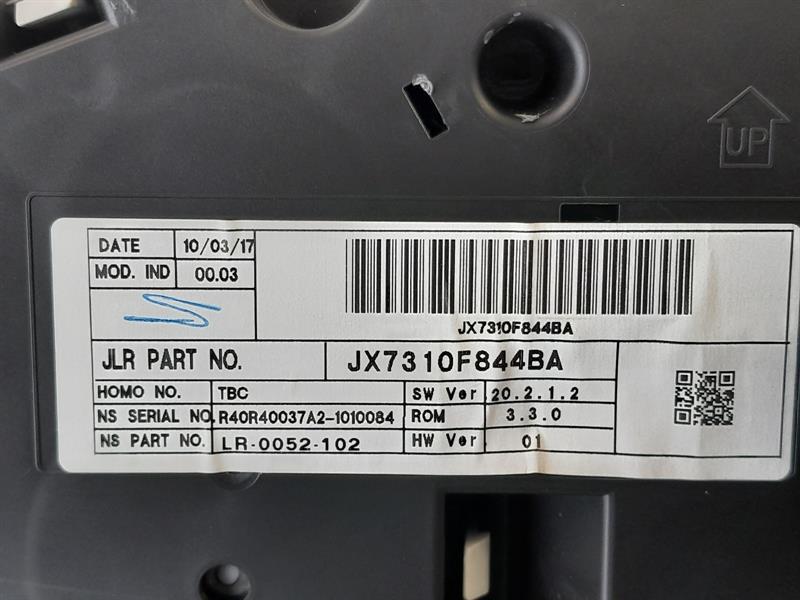 UP
DATE 10/03/17
MOD. IND 00.03
JX7310F844BA
JLR PART NO. JX7310F844BA
HOMO NO. TBC SW Ver 20.2.1.2
NS SERIAL NO. R40R40037A2-1010084 ROM 3.3.0
NS PART NO. LR-0052-102 HW Ver 01